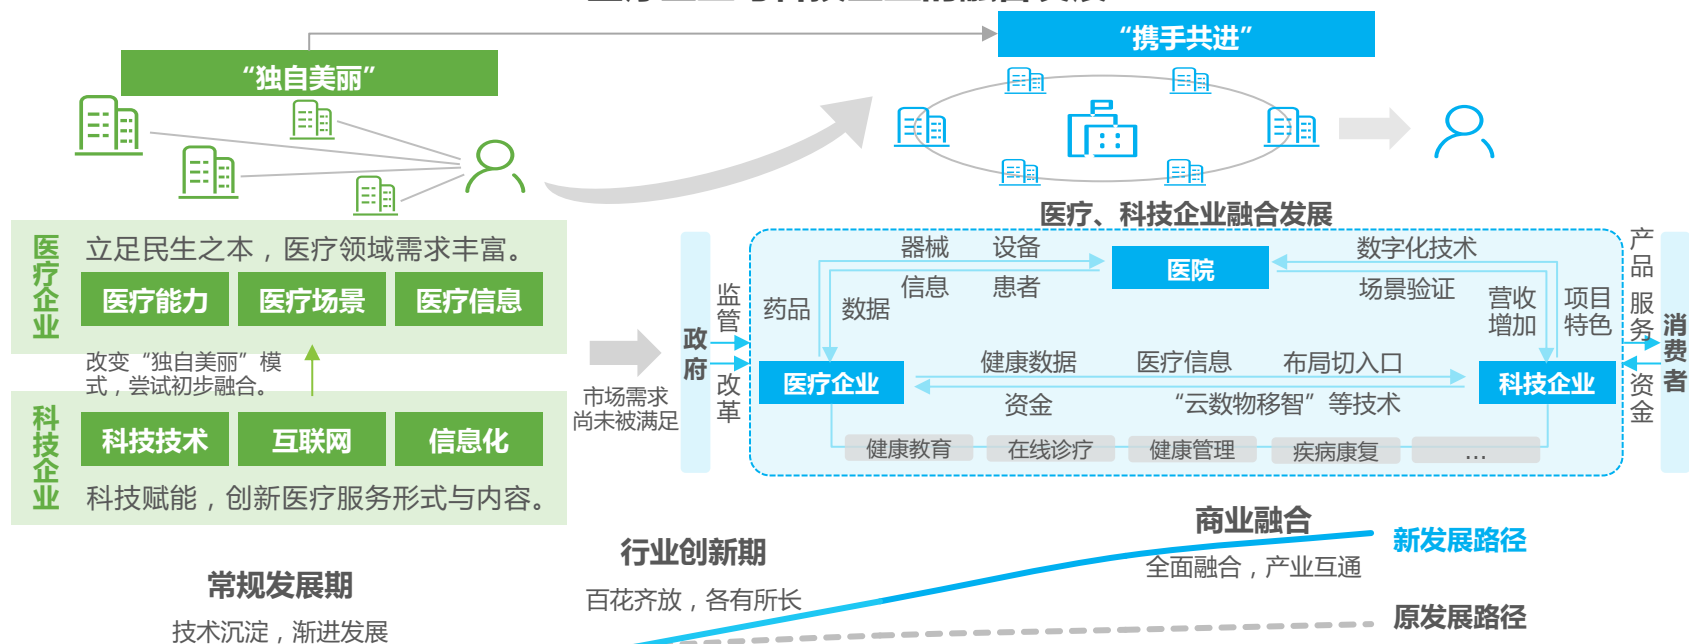 “独自美丽”
“携手共进”
医疗企业
立足民生之本，医疗领域需求丰富。
医疗能力
医疗场景
医疗信息
改变“独自美丽”模
式，尝试初步融合。
科技企业
科技技术
互联网
信息化
科技赋能，创新医疗服务形式与内容。
市场需求
尚未被满足
医疗、科技企业融合发展
政府
监管
改革
器械
设备
信息
患者
药品
数据
医院
数字化技术
场景验证
营收
增加
项目
特色
医疗企业
健康数据
医疗信息
布局切入口
资金
“云数物移智”等技术
科技企业
健康教育
在线诊疗
健康管理
疾病康复
...
产品
服务
资金
消费者
常规发展期
技术沉淀，渐进发展
行业创新期
百花齐放，各有所长
商业融合
全面融合，产业互通
新发展路径
原发展路径